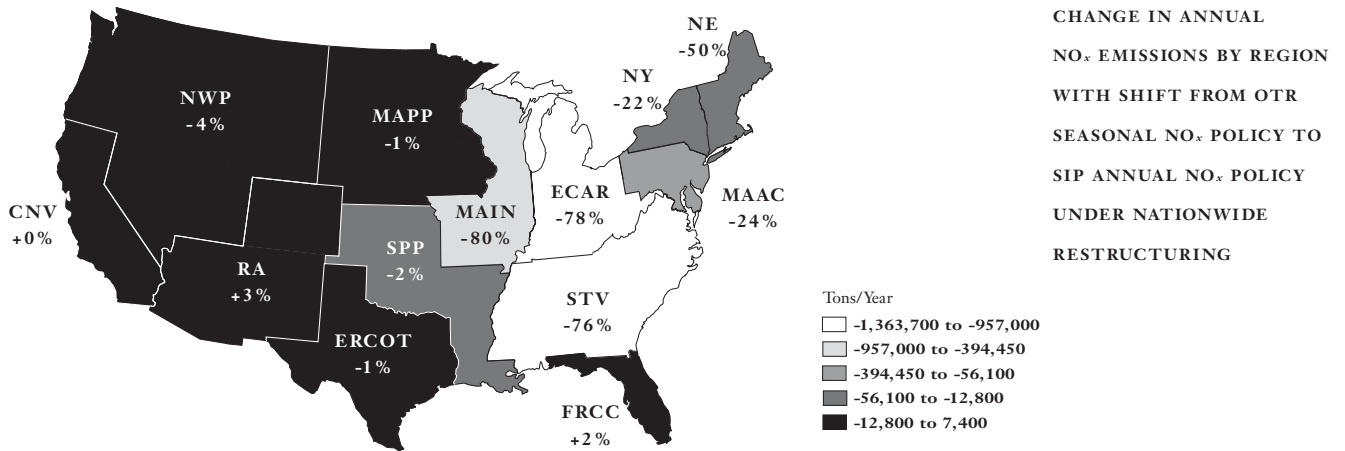 CHANGE IN ANNUAL
NOx EMISSIONS BY REGION
WITH SHIFT FROM OTR
SEASONAL NOx POLICY TO
SIP ANNUAL NOx POLICY
UNDER NATIONWIDE
RESTRUCTURING
NE
-50%
NY
-22%
NWP
-4%
MAPP
-1%
ECAR
-78%
MAAC
-24%
CNV
+0%
MAIN
-80%
SPP
-2%
RA
+3%
STV
-76%
ERCOT
-1%
FRCC
+2%
Tons/Year
-1,363,700 to -957,000
-957,000 to -394,450
-394,450 to -56,100
-56,100 to -12,800
-12,800 to 7,400